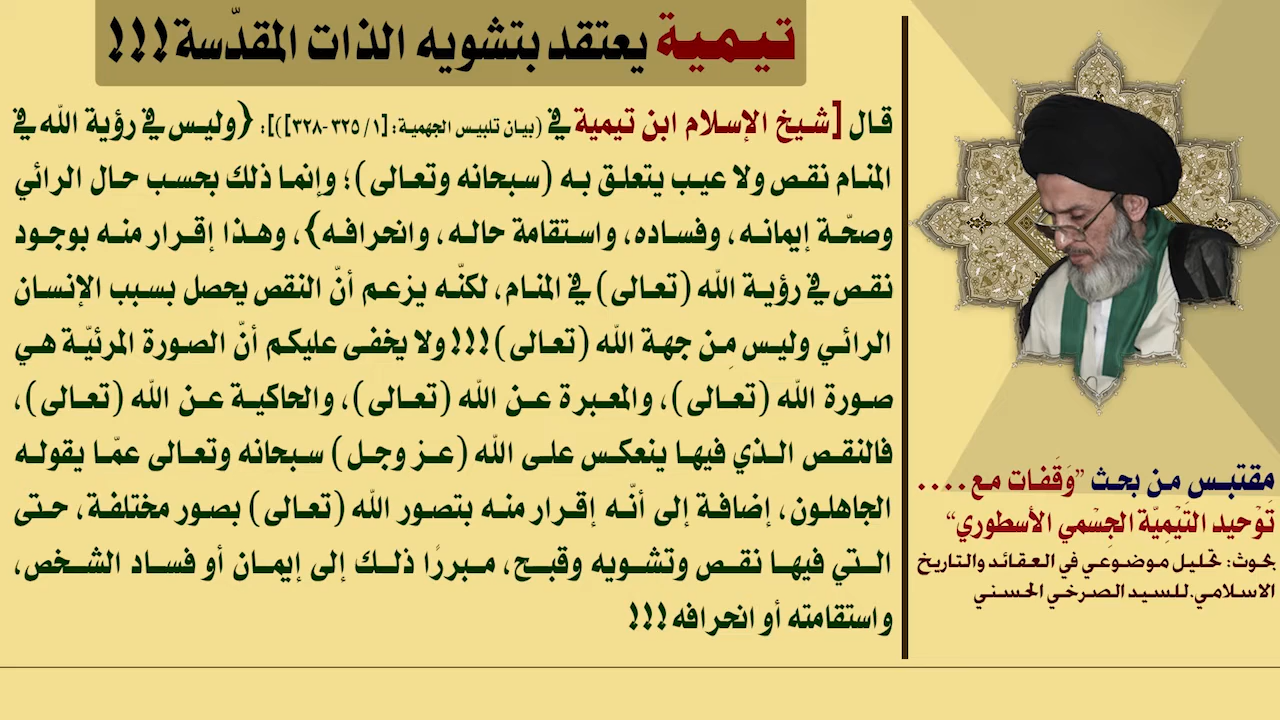 تيمية يعتقد بتشويه الذات المقدّسة!!!
قال [شيخ الإسلام ابن تيمية في (بيان تلبيس الجهمية: [١/ ٣٢٥ -٣٢٨])]: {وليس في رؤية الله في
المنام نقص ولا عيب يتعلق به (سبحانه وتعالى)؛ وإنما ذلك بحسب حال الرائي
وصحّة إيمانه، وفساده، واستقامة حاله، وانحرافه}، وهذا إقرار منه بوجود
نقص في رؤية الله (تعالى) في المنام، لكنّه يزعم أنّ النقص يحصل بسبب الإنسان
الرائي وليس مِن جهة الله (تعالى)!!! ولا يخفى عليكم أنّ الصورة المرئيّة هي
صورة الله (تعالى)، والمعبرة عن الله (تعالى)، والحاكية عن الله (تعالى)،
فالنقص الذي فيها ينعكس على الله (عز وجل) سبحانه وتعالى عمّا يقوله
الجاهلون، إضافة إلى أنّه إقرار منه بتصور الله (تعالى) بصور مختلفة، حتى
التي فيها نقص وتشويه وقبح، مبررًا ذلك إلى إيمان أو فساد الشخص،
واستقامته أو انحرافه!!!
مقتبس من بحث "وَقَفات مع....
تَوْحيد التَيْمِيّة الجِسْمي الأسطوري"
بحوث: تحليل موضوعي في العقائد والتاريخ
الاسلامي.للسيد الصرخي الحسني